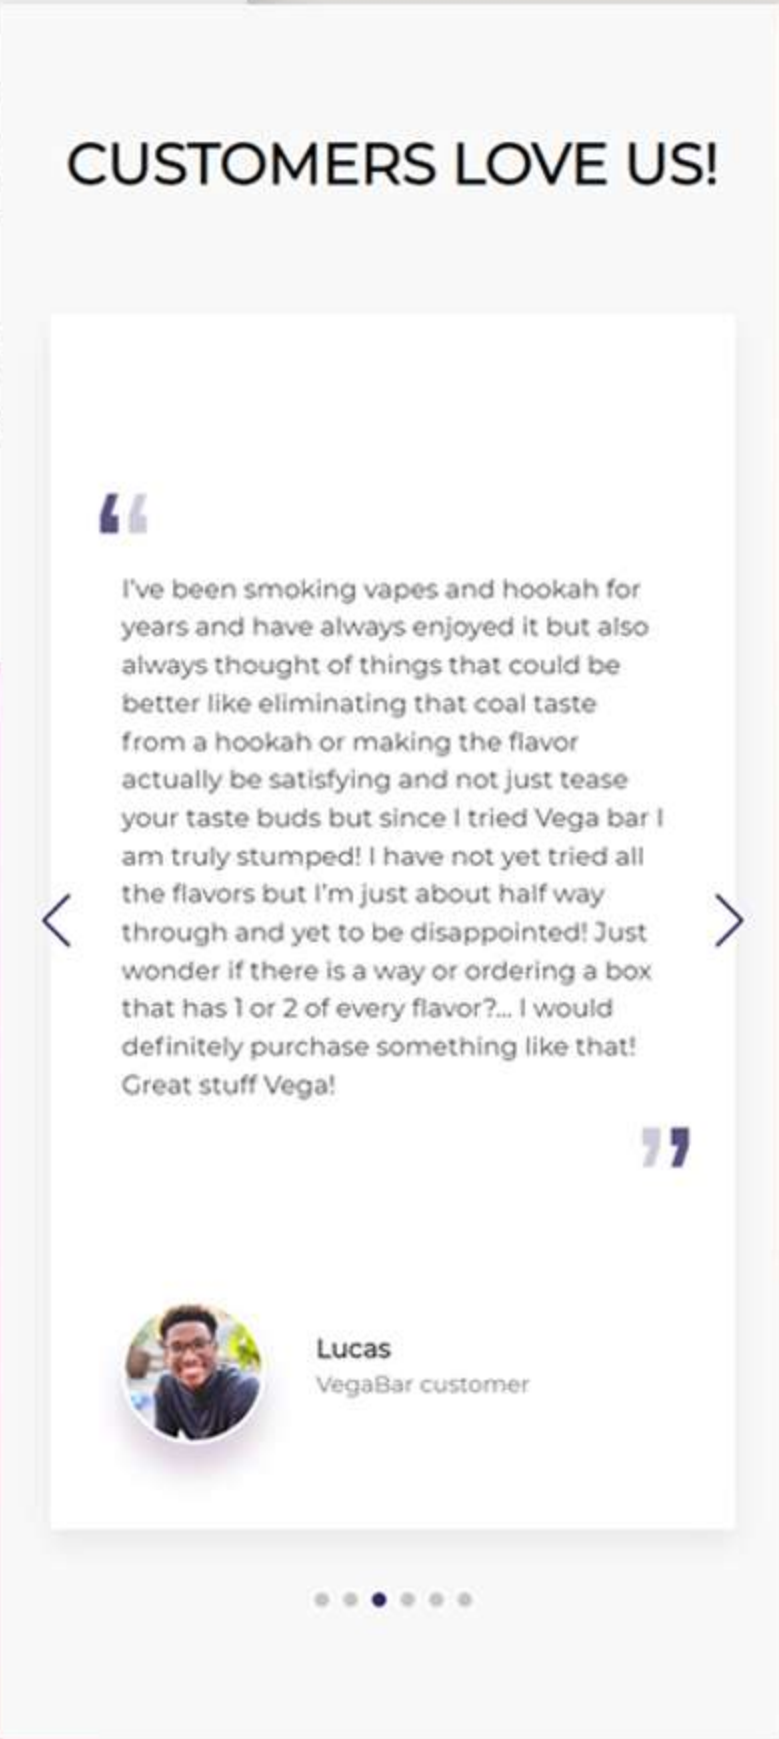 CUSTOMERS LOVE US!
“
I've been smoking vapes and hookah for
years and have always enjoyed it but also
always thought of things that could be
better like eliminating that coal taste
from a hookah or making the flavor
actually be satisfying and not just tease
your taste buds but since I tried Vega bar I
am truly stumped! I have not yet tried all
the flavors but I'm just about half way
through and yet to be disappointed! Just
wonder if there is a way or ordering a box
that has 1 or 2 of every flavor?... I would
definitely purchase something like that!
Great stuff Vega!
”
Lucas
VegaBar customer